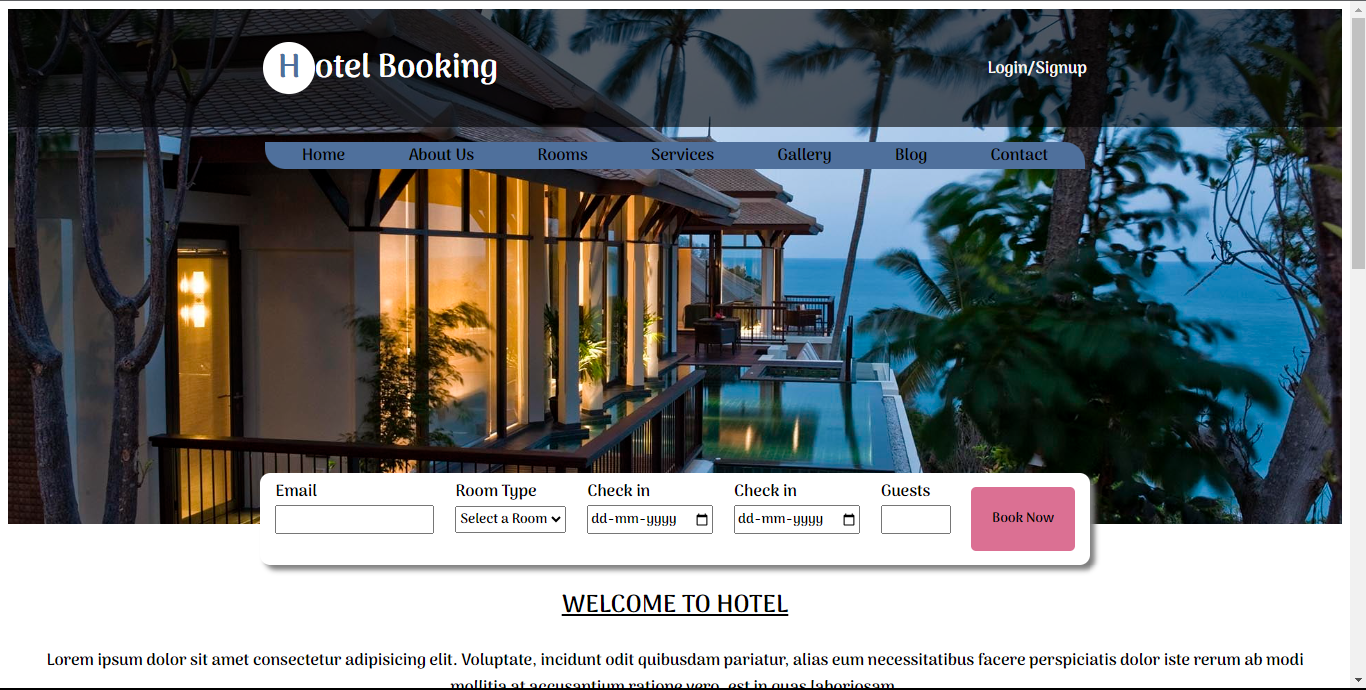 Hotel Booking
Login/Signup
Home About Us Rooms Services Gallery Blog Contact
Email Room Type Check in Check in Guests
Select a Room dd-mm-yyyy dd-mm-yyyy Book Now
WELCOME TO HOTEL
Lorem ipsum dolor sit amet consectetur adipisicing elit. Voluptate, incidunt odit quibusdam pariatur, alias eum necessitatibus facere perspiciatis dolor iste rerum ab modi
mollitia at accusantium ratione vero, est in quas laboriosam